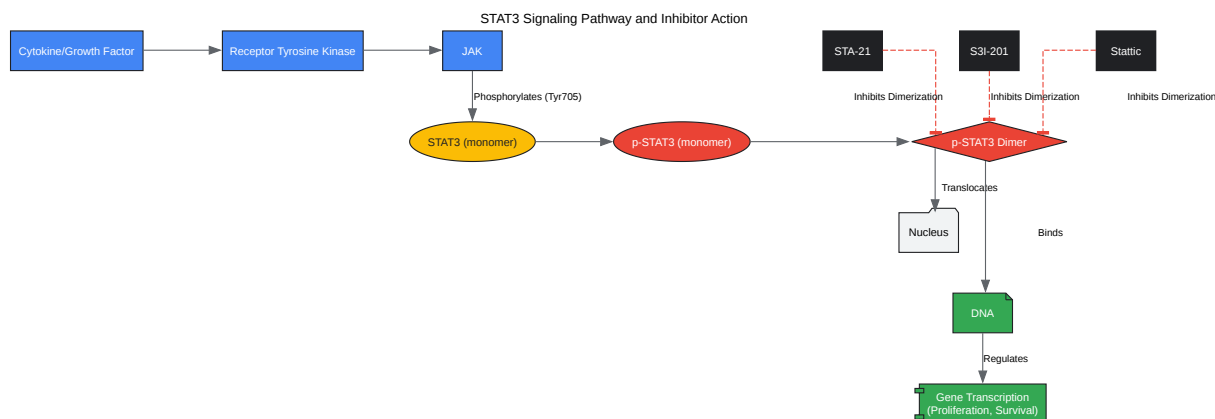 STAT3 Signaling Pathway and Inhibitor Action
Cytokine/Growth Factor
Receptor Tyrosine Kinase
JAK
STA-21
S3I-201
Stattic
Phosphorylates (Tyr705)
Inhibits Dimerization
Inhibits Dimerization
Inhibits Dimerization
STAT3 (monomer)
p-STAT3 (monomer)
p-STAT3 Dimer
Translocates
Nucleus
Binds
DNA
Regulates
Gene Transcription
(Proliferation, Survival)